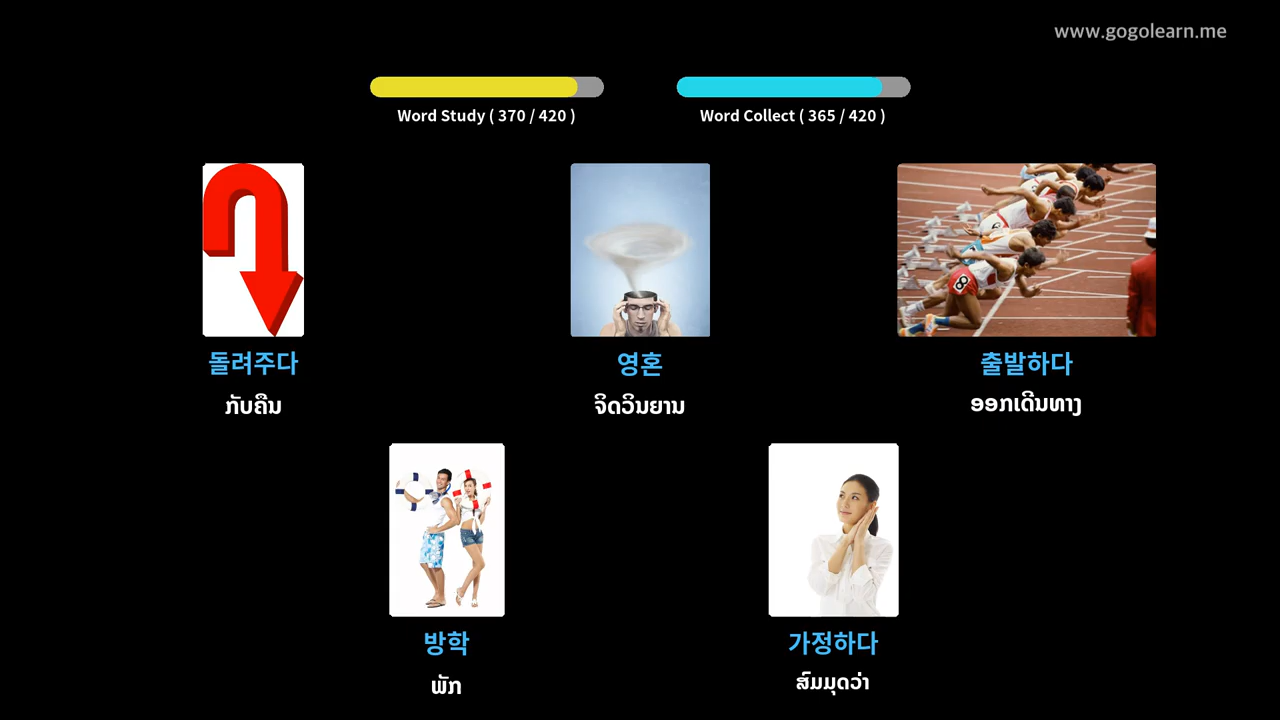 www.gogolearn.me
Word Study ( 370 / 420 )
Word Collect ( 365 / 420 )
돌려주다
ກັບຄືນ
영혼
ຈິດວິນຍານ
출발하다
ອອກເດີນທາງ
방학
ພັກ
가정하다
ສົມມຸດວ່າ